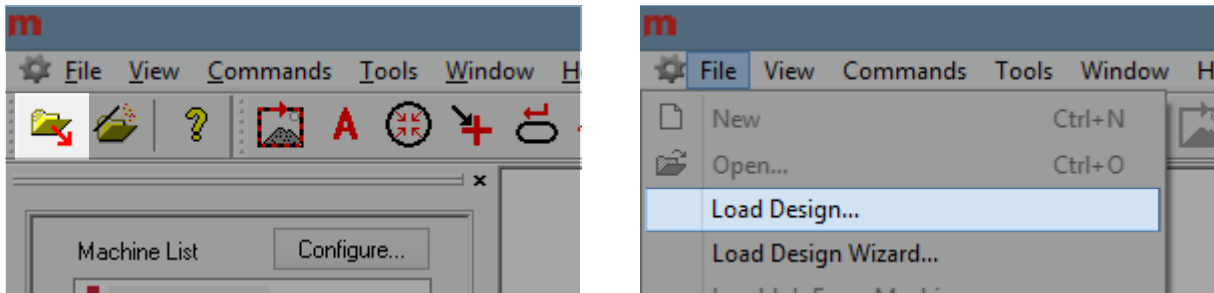 m
File View Commands Tools Window H
A
?
x
Machine List Configure...
m
File View Commands Tools Window H
New Ctrl+N
Open... Ctrl+O
Load Design...
Load Design Wizard...